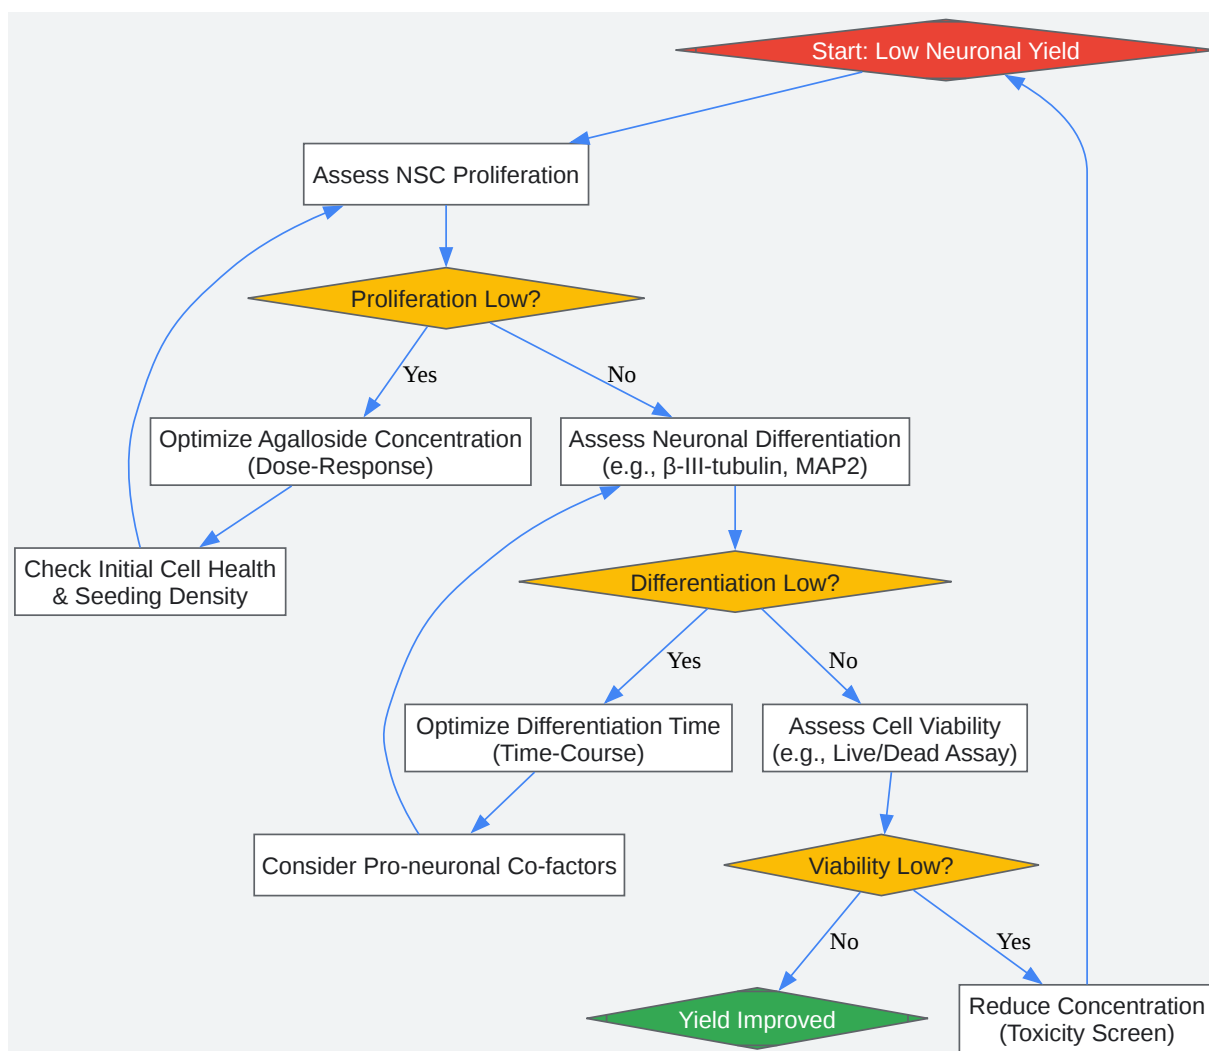 Start: Low Neuronal Yield
Assess NSC Proliferation
Proliferation Low?
Yes
No
Optimize Agalloside Concentration
(Dose-Response)
Assess Neuronal Differentiation
(e.g., β-III-tubulin, MAP2)
Check Initial Cell Health
& Seeding Density
Differentiation Low?
Yes
No
Optimize Differentiation Time
(Time-Course)
Assess Cell Viability
(e.g., Live/Dead Assay)
Consider Pro-neuronal Co-factors
Viability Low?
No
Yes
Yield Improved
Reduce Concentration
(Toxicity Screen)